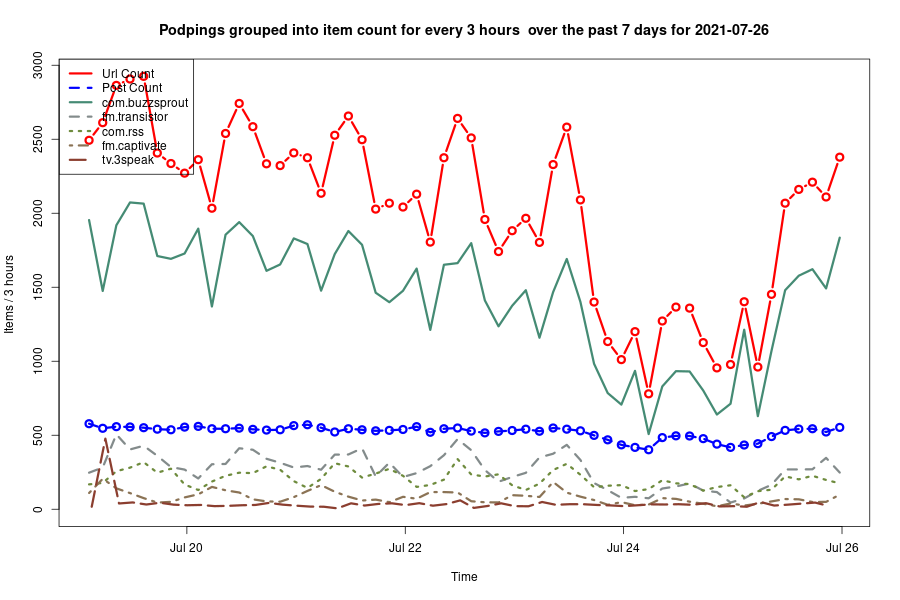 Podpings grouped into item count for every 3 hours  over the past 7 days for 2021-07-26
Items / 3 hours
3000
2500
2000
1500
1000
500
0
Url Count
Post Count
com.buzzsprout
fm.transistor
com.rss
fm.captivate
tv.3speak
Jul 20
Jul 22
Jul 24
Jul 26
Time